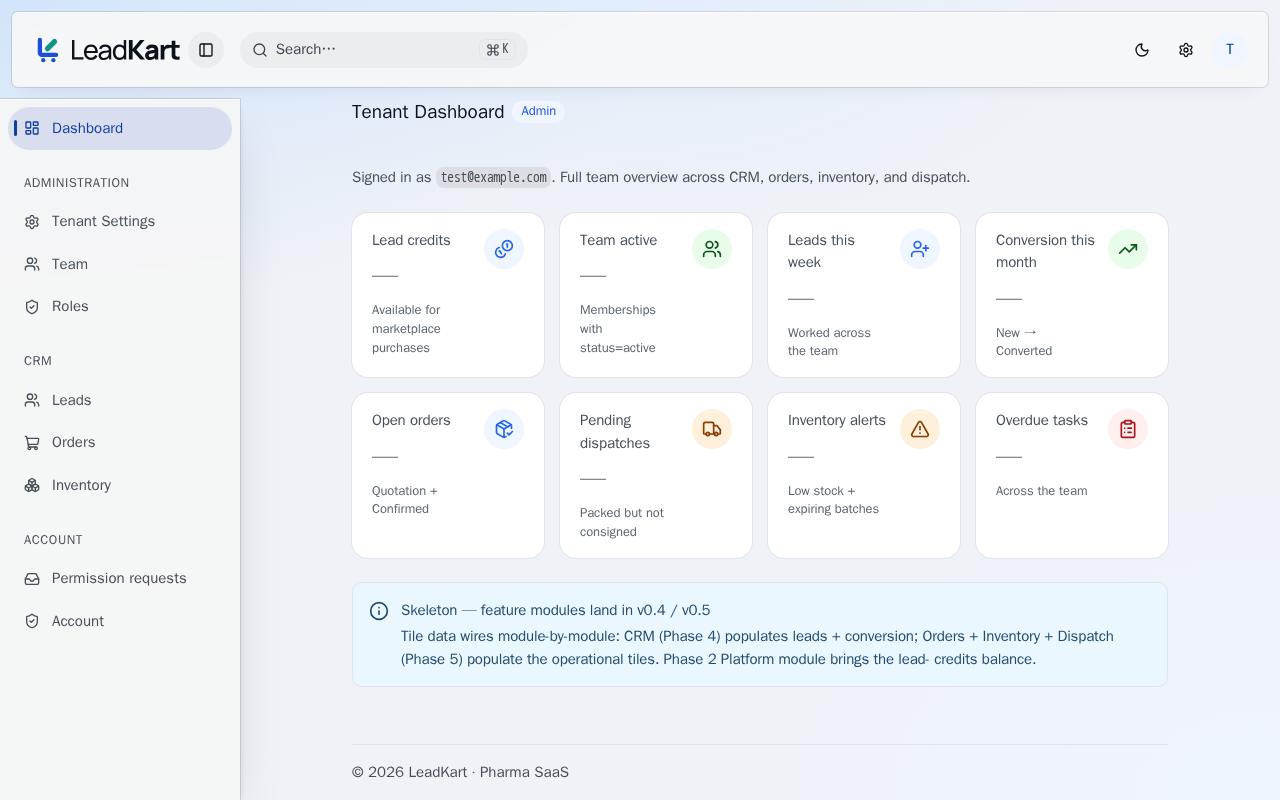 LeadKart
Search…
⌘K
T
Dashboard
ADMINISTRATION
Tenant Settings
Team
Roles
CRM
Leads
Orders
Inventory
ACCOUNT
Permission requests
Account
Tenant Dashboard Admin
Signed in as test@example.com. Full team overview across CRM, orders, inventory, and dispatch.
Lead credits
—
Available for
marketplace
purchases
Team active
—
Memberships
with
status=active
Leads this
week
—
Worked across
the team
Conversion this
month
—
New →
Converted
Open orders
—
Quotation +
Confirmed
Pending
dispatches
—
Packed but not
consigned
Inventory alerts
—
Low stock +
expiring batches
Overdue tasks
—
Across the team
Skeleton — feature modules land in v0.4 / v0.5
Tile data wires module-by-module: CRM (Phase 4) populates leads + conversion; Orders + Inventory + Dispatch
(Phase 5) populate the operational tiles. Phase 2 Platform module brings the lead- credits balance.
© 2026 LeadKart · Pharma SaaS